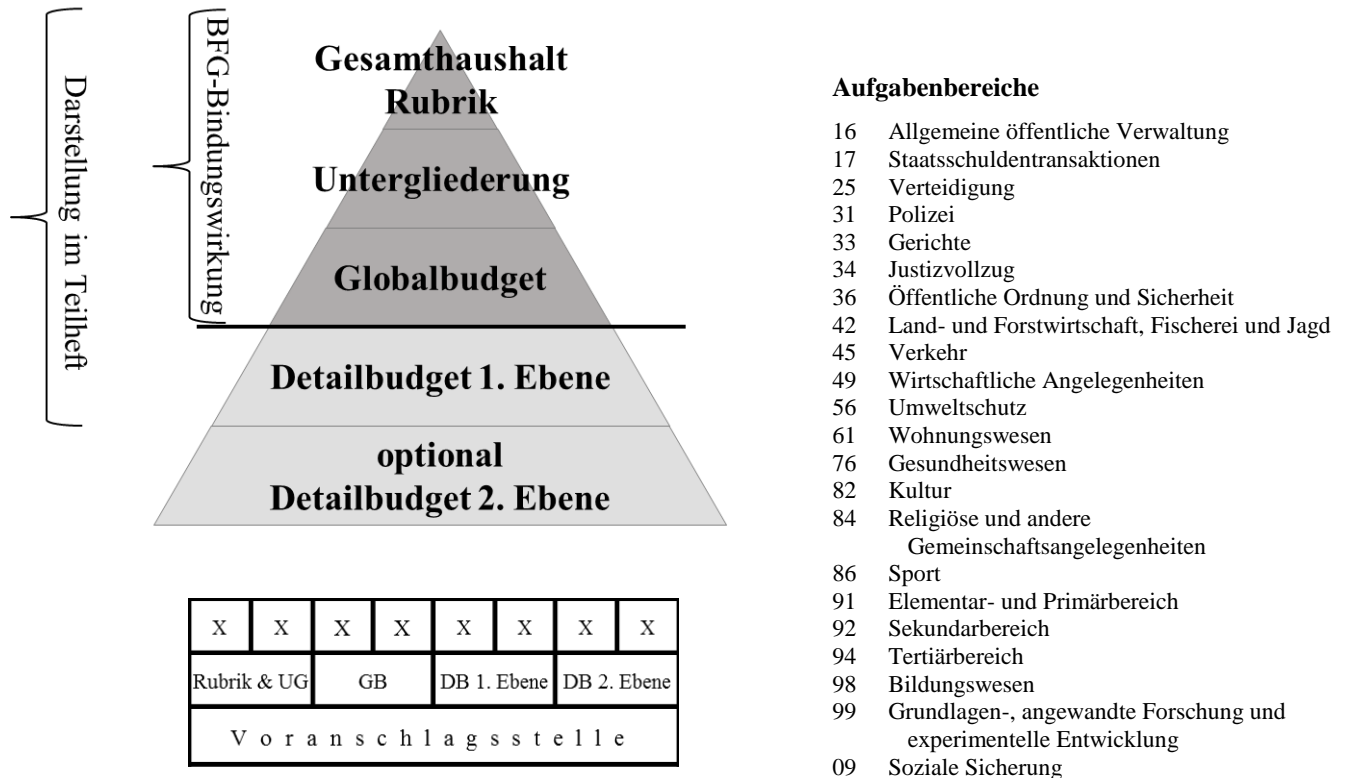 Darstellung im Teilheft
BFG-Bindungswirkung
Gesamthaushalt
Rubrik
Untergliederung
Globalbudget
Detailbudget 1. Ebene
optional
Detailbudget 2. Ebene
X X X X X X X X
Rubrik & UG GB DB 1. Ebene DB 2. Ebene
Voranschlagsstelle
Aufgabenbereiche
16 Allgemeine öffentliche Verwaltung
17 Staatsschuldentransaktionen
25 Verteidigung
31 Polizei
33 Gerichte
34 Justizvollzug
36 Öffentliche Ordnung und Sicherheit
42 Land- und Forstwirtschaft, Fischerei und Jagd
45 Verkehr
49 Wirtschaftliche Angelegenheiten
56 Umweltschutz
61 Wohnungswesen
76 Gesundheitswesen
82 Kultur
84 Religiöse und andere
Gemeinschaftsangelegenheiten
86 Sport
91 Elementar- und Primärbereich
92 Sekundarbereich
94 Tertiärbereich
98 Bildungswesen
99 Grundlagen-, angewandte Forschung und
experimentelle Entwicklung
09 Soziale Sicherung